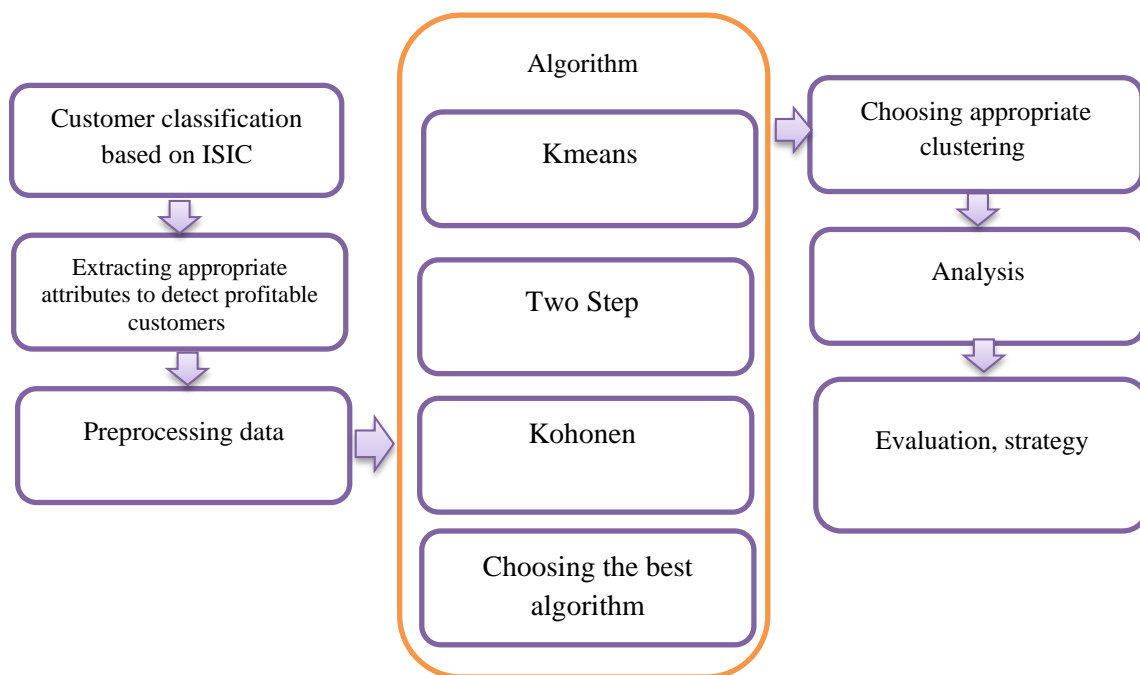 Customer classification
based on ISIC
Extracting appropriate
attributes to detect profitable
customers
Preprocessing data
Algorithm
Kmeans
Two Step
Kohonen
Choosing the best
algorithm
Choosing appropriate
clustering
Analysis
Evaluation, strategy